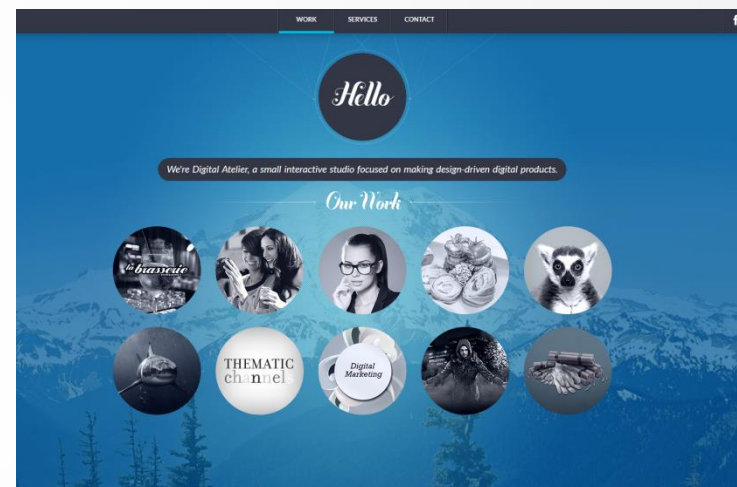 WORK SERVICES CONTACT
f
Hello
We're Digital Atelier, a small interactive studio focused on making design-driven digital products.
Our Work
la brasserie
THEMATIC
channels
Digital
Marketing